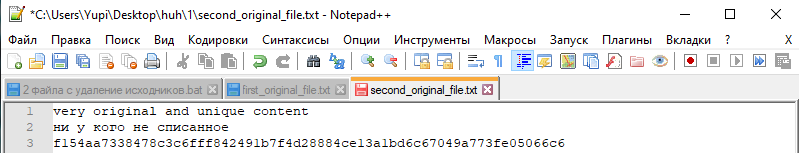 *C:\Users\Yupi\Desktop\huh\1\second_original_file.txt - Notepad++
Файл Правка Поиск Вид Кодировки Синтаксисы Опции Инструменты Макросы Запуск Плагины Вкладки ?
2 Файла с удаление исходников.bat first_original_file.txt second_original_file.txt
1 very original and unique content
2 ни у кого не списанное
3 f154aa7338478c3c6fff842491b7f4d28884ce13a1bd6c67049a773fe05066c6